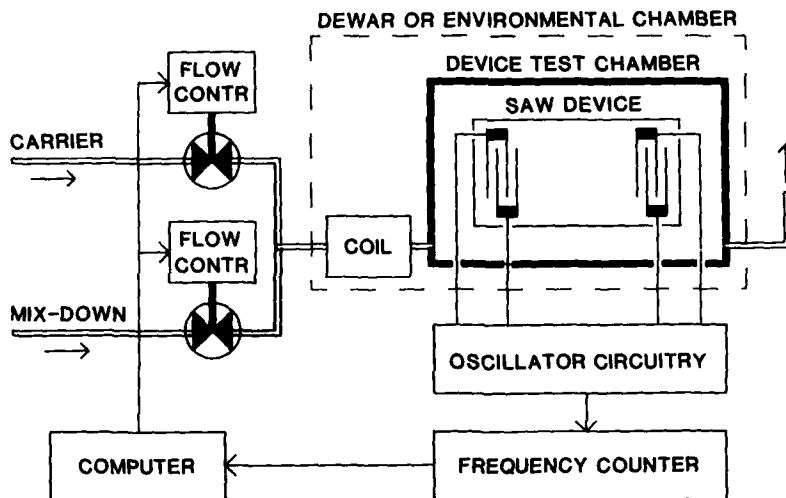 DEWAR OR ENVIRONMENTAL CHAMBER
FLOW
CONTR
DEVICE TEST CHAMBER
SAW DEVICE
CARRIER
FLOW
CONTR
COIL
MIX-DOWN
OSCILLATOR CIRCUITRY
COMPUTER
FREQUENCY COUNTER